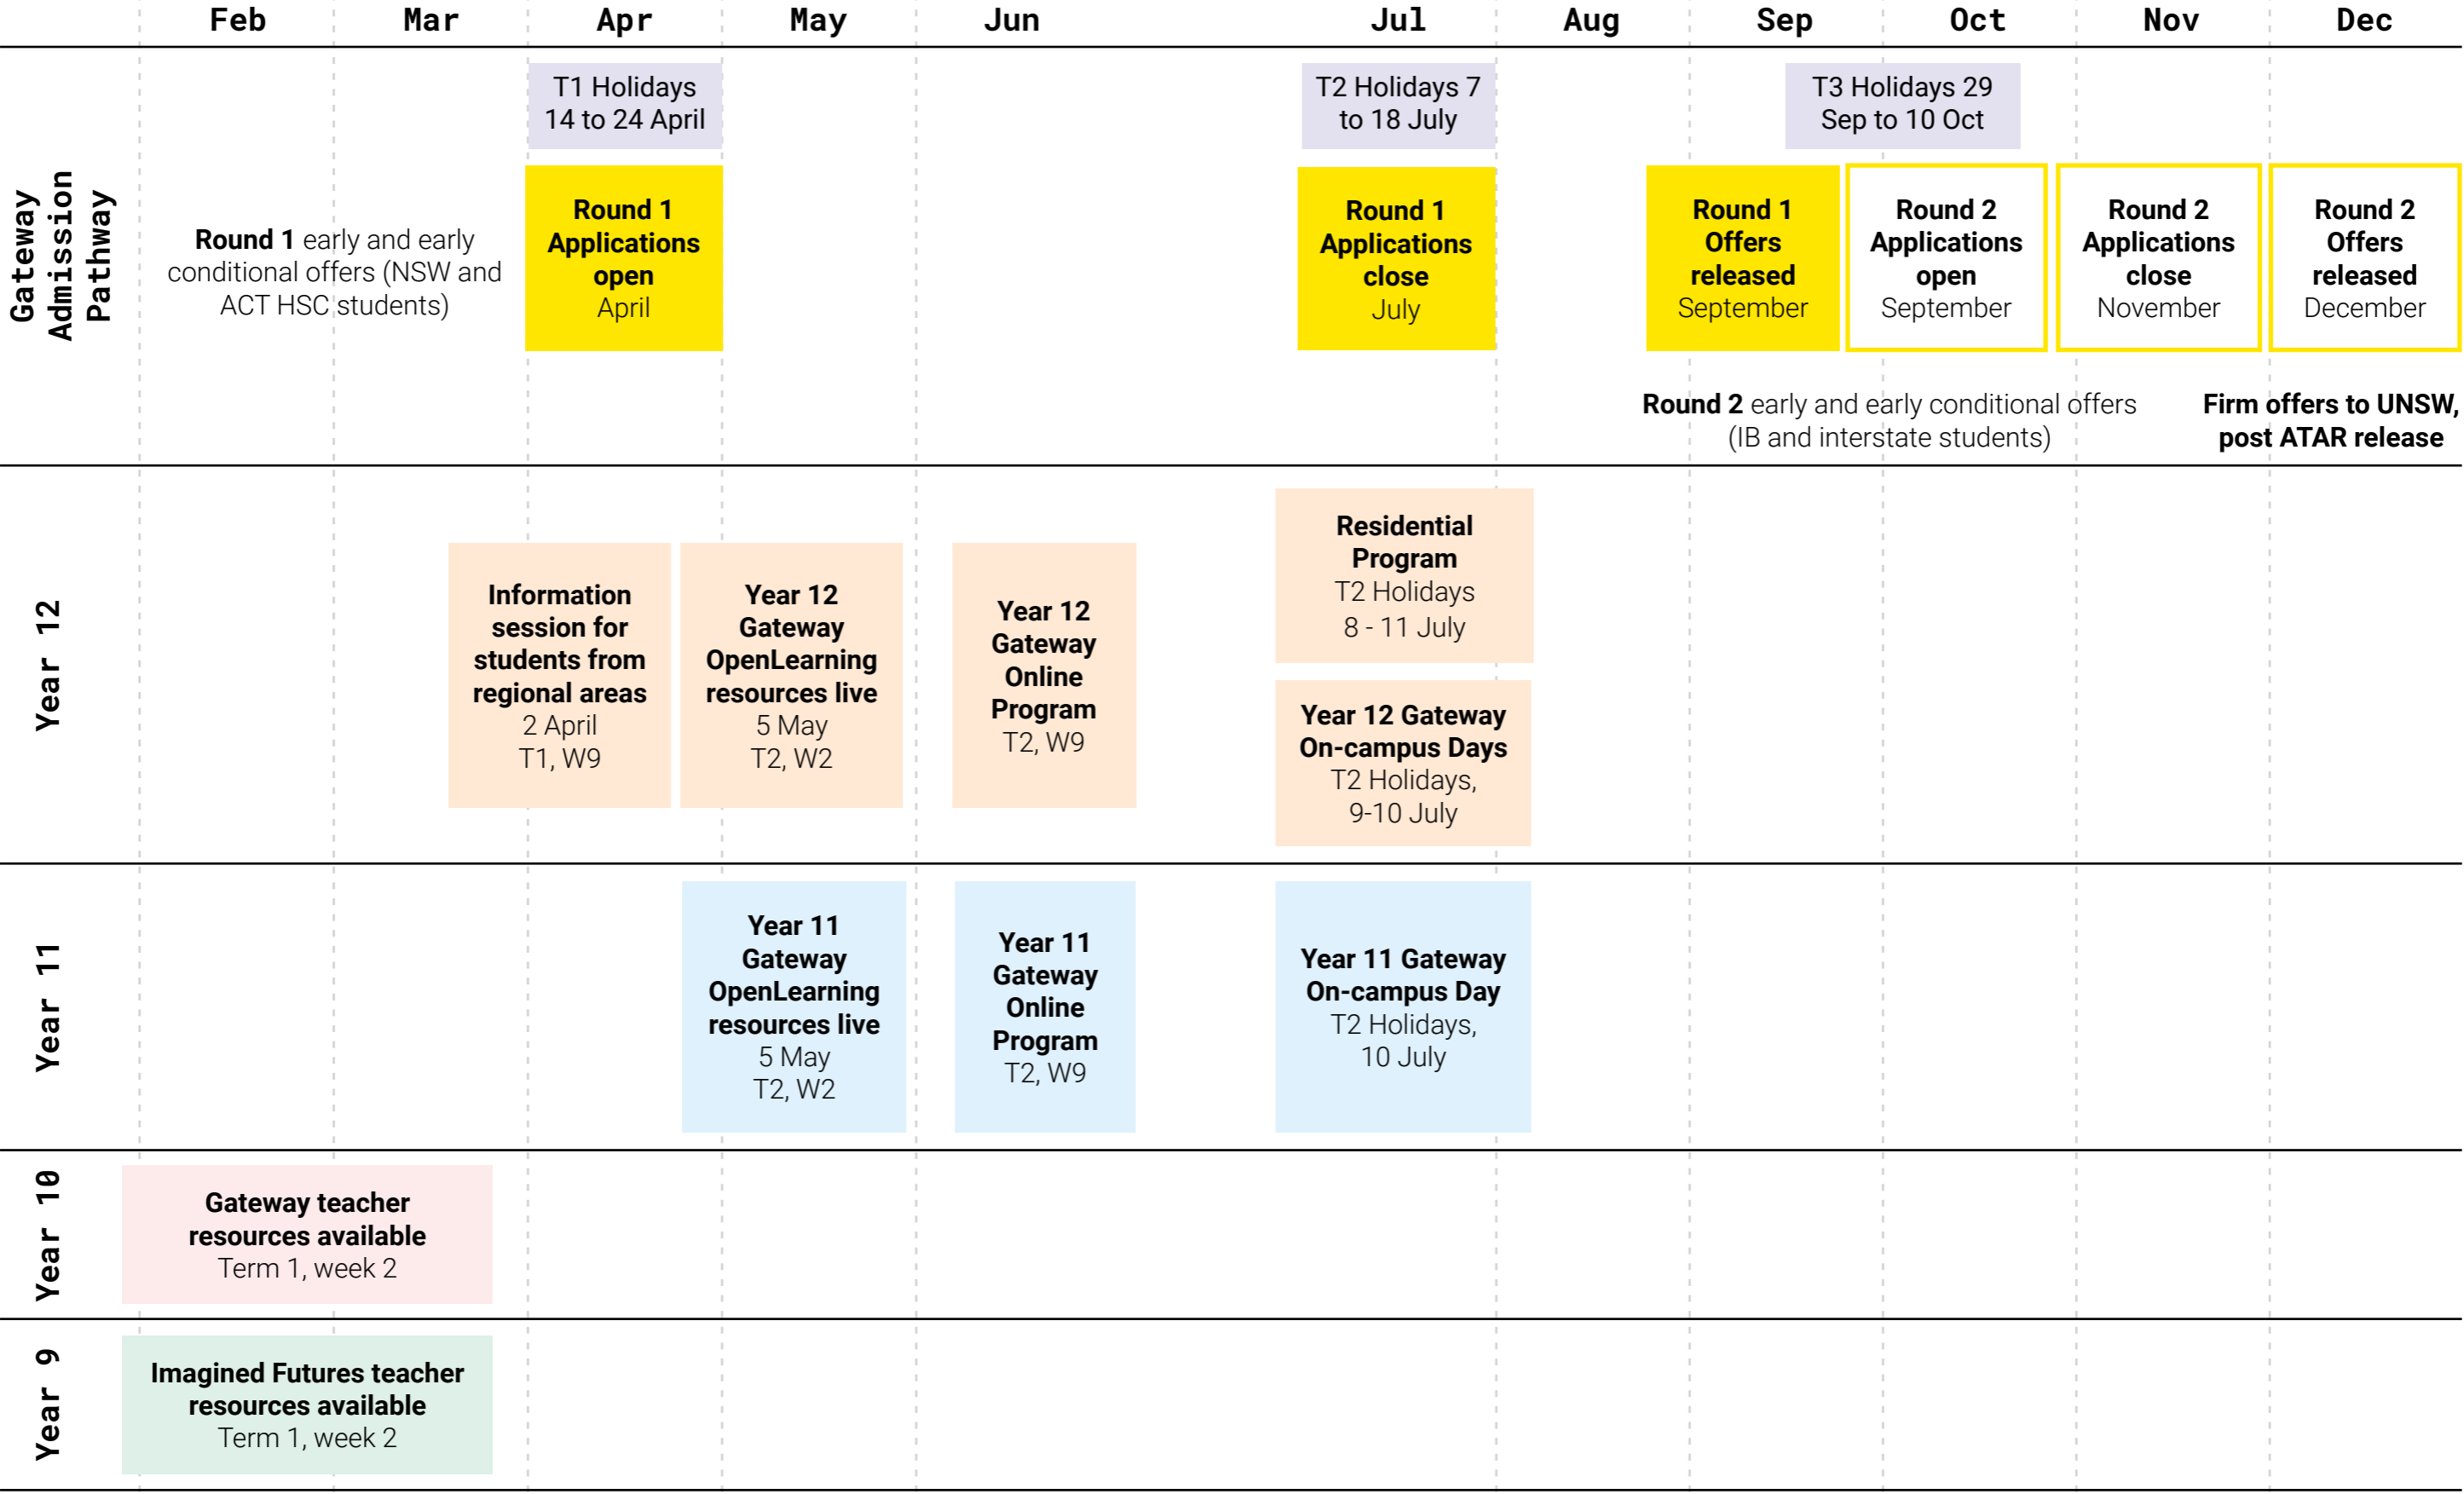 Feb Mar Apr May Jun Jul Aug Sep Oct Nov Dec
T1 Holidays
14 to 24 April
T2 Holidays 7
to 18 July
T3 Holidays 29
Sep to 10 Oct
Gateway
Admission
Pathway
Round 1 early and early
conditional offers (NSW and
ACT HSC students)
Round 1
Applications
open
April
Round 1
Applications
close
July
Round 1
Offers
released
September
Round 2
Applications
open
September
Round 2
Applications
close
November
Round 2
Offers
released
December
Round 2 early and early conditional offers
(IB and interstate students)
Firm offers to UNSW,
post ATAR release
Year 12
Information
session for
students from
regional areas
2 April
T1, W9
Year 12
Gateway
OpenLearning
resources live
5 May
T2, W2
Year 12
Gateway
Online
Program
T2, W9
Residential
Program
T2 Holidays
8 - 11 July
Year 12 Gateway
On-campus Days
T2 Holidays,
9-10 July
Year 11
Year 11
Gateway
OpenLearning
resources live
5 May
T2, W2
Year 11
Gateway
Online
Program
T2, W9
Year 11 Gateway
On-campus Day
T2 Holidays,
10 July
Year 10
Gateway teacher
resources available
Term 1, week 2
Year 9
Imagined Futures teacher
resources available
Term 1, week 2